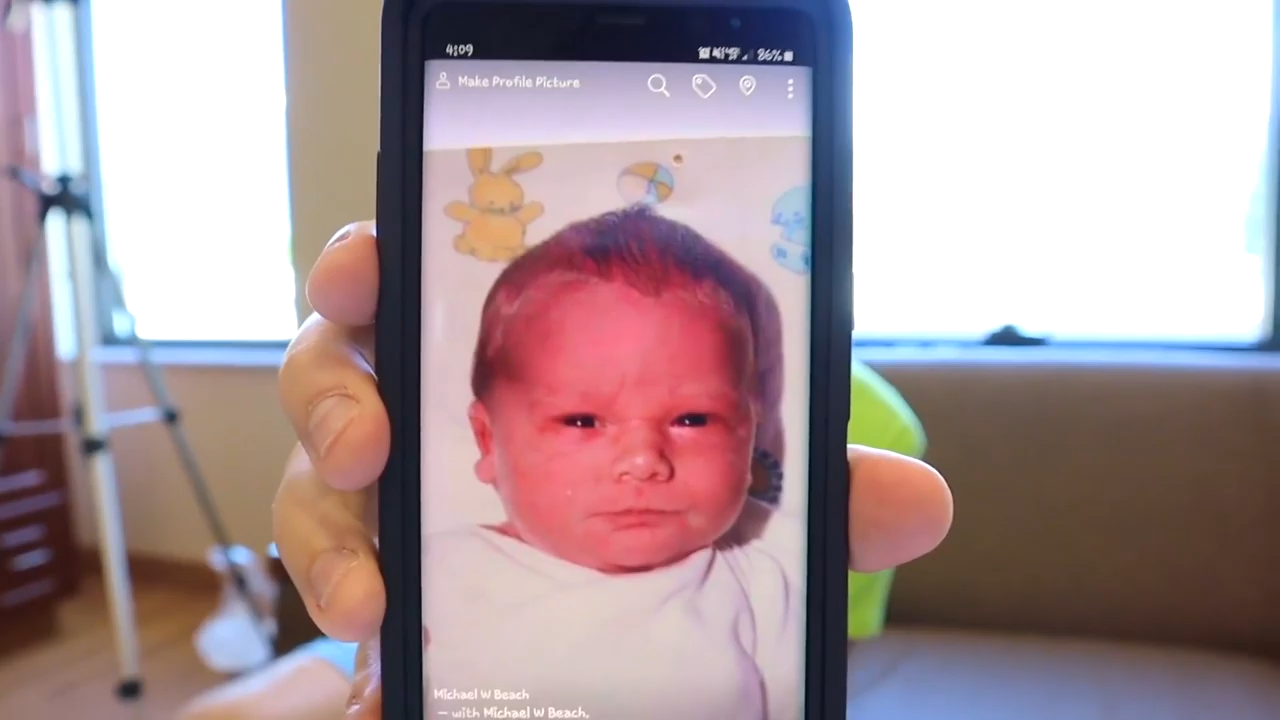 4:09
86%
Make Profile Picture
Michael W Beach
— with Michael W Beach.